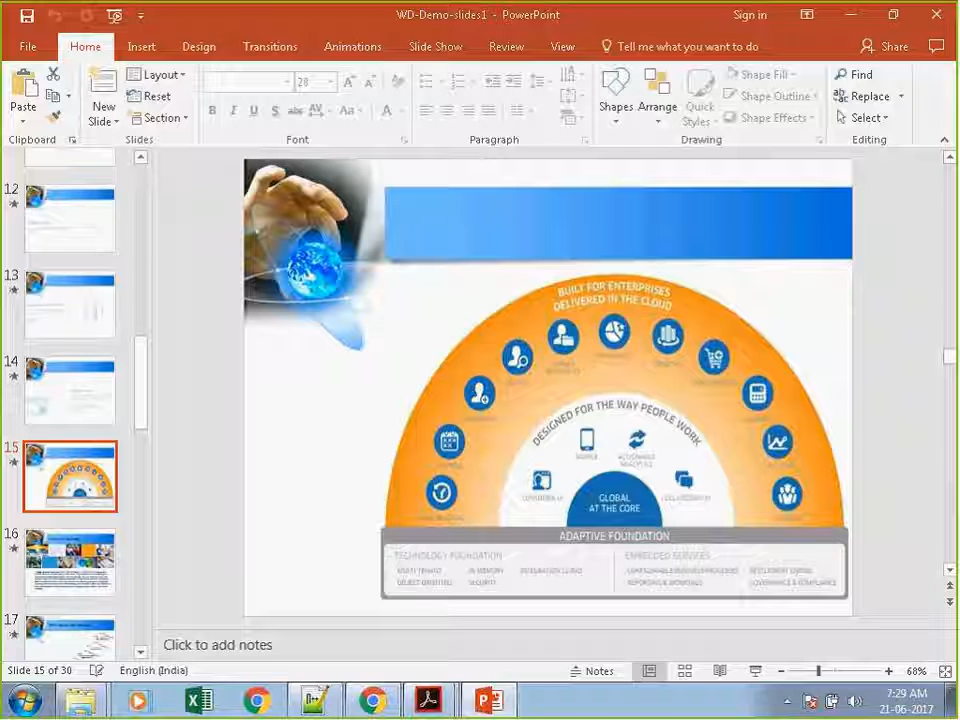 WD-Demo-slides1 - PowerPoint
Sign in
File Home Insert Design Transitions Animations Slide Show Review View Tell me what you want to do Share
Paste
New
Slide
Layout
Reset
Section
28
B I U S abc AV Aa A
Shapes Arrange Quick
Styles
Shape Fill
Shape Outline
Shape Effects
Find
Replace
Select
Clipboard Slides Font Paragraph Drawing Editing
12
13
14
15
16
17
BUILT FOR ENTERPRISES
DELIVERED IN THE CLOUD
DESIGNED FOR THE WAY PEOPLE WORK
GLOBAL
AT THE CORE
ADAPTIVE FOUNDATION
TECHNOLOGY FOUNDATION
EMBEDDED SERVICES
SECURITY
Click to add notes
Slide 15 of 30 English (India) Notes 68%
7:29 AM
21-06-2017